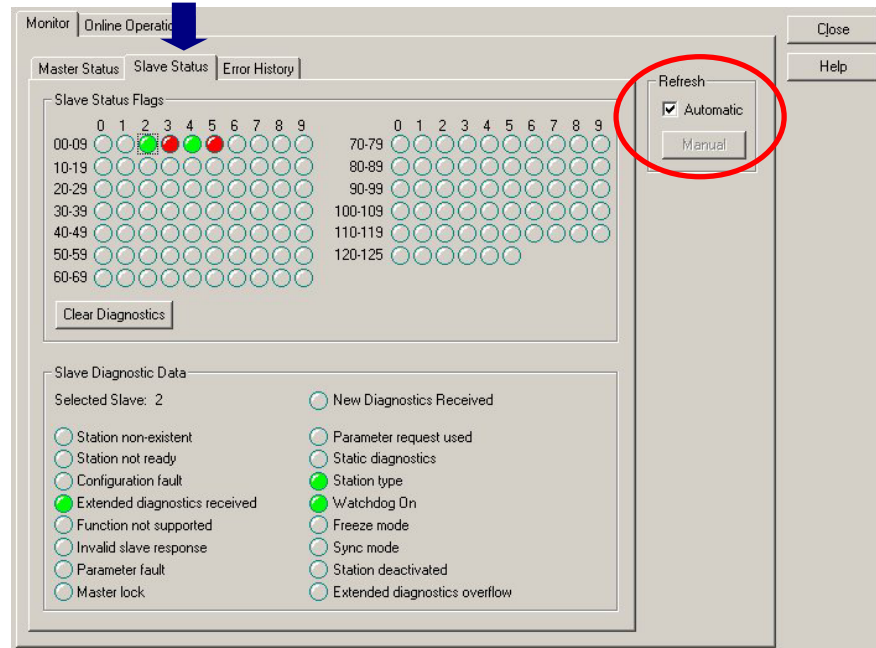 Monitor Online Operatio
Close
Help
Master Status Slave Status Error History
Refresh
Automatic
Manual
Slave Status Flags
0 1 2 3 4 5 6 7 8 9
00-09
10-19
20-29
30-39
40-49
50-59
60-69
0 1 2 3 4 5 6 7 8 9
70-79
80-89
90-99
100-109
110-119
120-125
Clear Diagnostics
Slave Diagnostic Data
Selected Slave: 2
New Diagnostics Received
Station non-existent
Station not ready
Configuration fault
Extended diagnostics received
Function not supported
Invalid slave response
Parameter fault
Master lock
Parameter request used
Static diagnostics
Station type
Watchdog On
Freeze mode
Sync mode
Station deactivated
Extended diagnostics overflow